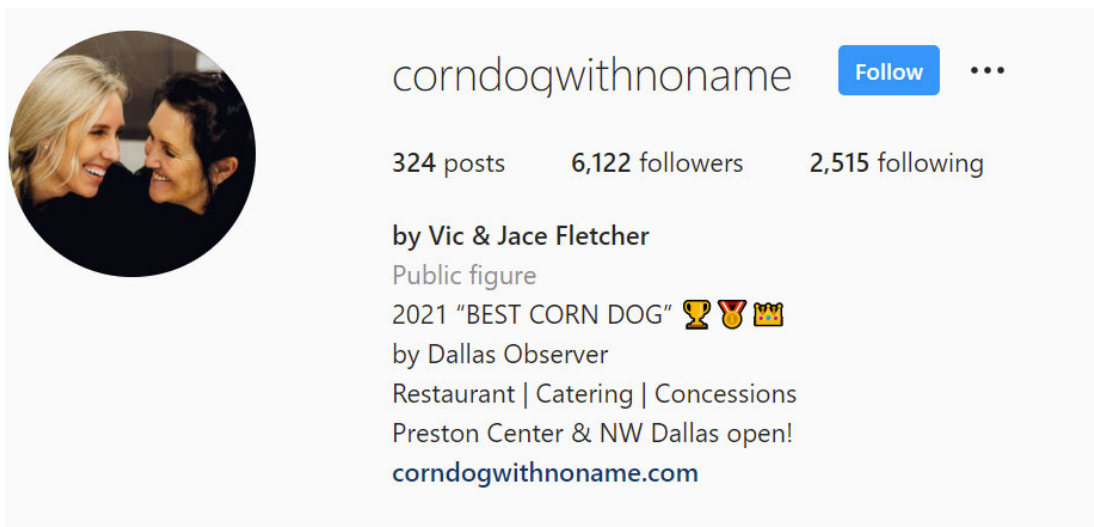 corndogwithnoname Follow
324 posts 6,122 followers 2,515 following
by Vic & Jace Fletcher
Public figure
2021 “BEST CORN DOG” 🏆🏅👑
by Dallas Observer
Restaurant | Catering | Concessions
Preston Center & NW Dallas open!
corndogwithnoname.com